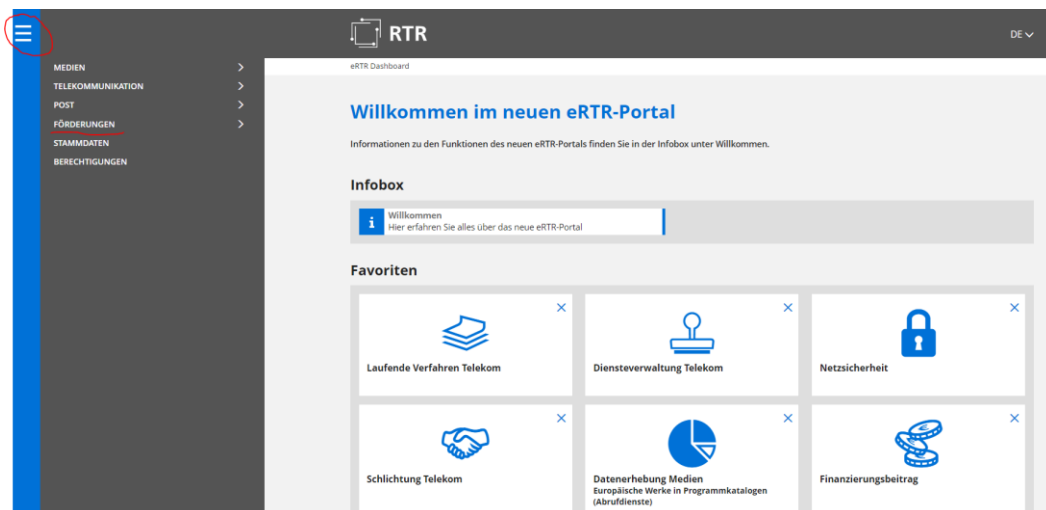 RTR
DE
MEDIEN
TELEKOMMUNIKATION
POST
FÖRDERUNGEN
STAMMDATEN
BERECHTIGUNGEN
eRTR Dashboard
Willkommen im neuen eRTR-Portal
Informationen zu den Funktionen des neuen eRTR-Portals finden Sie in der Infobox unter Willkommen.
Infobox
i
Willkommen
Hier erfahren Sie alles über das neue eRTR-Portal
Favoriten
Laufende Verfahren Telekom
Diensteverwaltung Telekom
Netzsicherheit
Schlichtung Telekom
Datenerhebung Medien
Europäische Werke in Programmkatalogen
(Abrufdienste)
Finanzierungsbeitrag